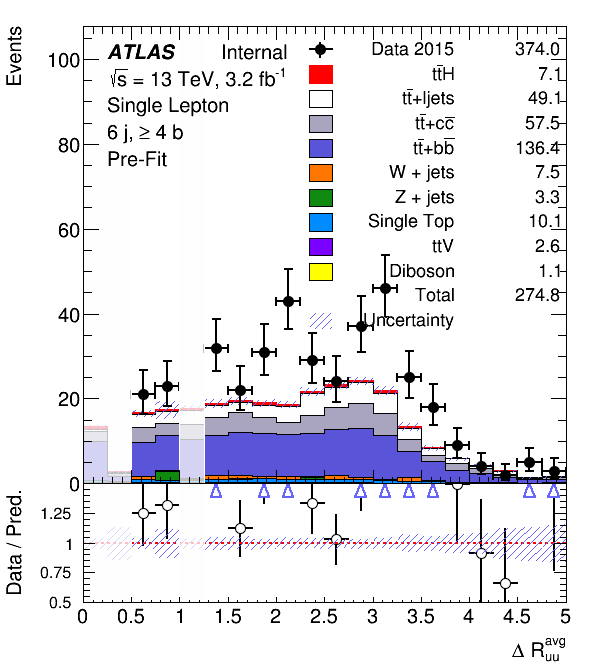 Events
ATLAS Internal
√s = 13 TeV, 3.2 fb⁻¹
Single Lepton
6 j, ≥ 4 b
Pre-Fit
Data 2015 374.0
tt̄H 7.1
tt̄+ljets 49.1
tt̄+cc̄ 57.5
tt̄+bb̄ 136.4
W + jets 7.5
Z + jets 3.3
Single Top 10.1
ttV 2.6
Diboson 1.1
Total 274.8
Uncertainty
100
80
60
40
20
0
Data / Pred.
1.25
1
0.75
0.5
0 0.5 1 1.5 2 2.5 3 3.5 4 4.5 5
Δ R_uu^avg